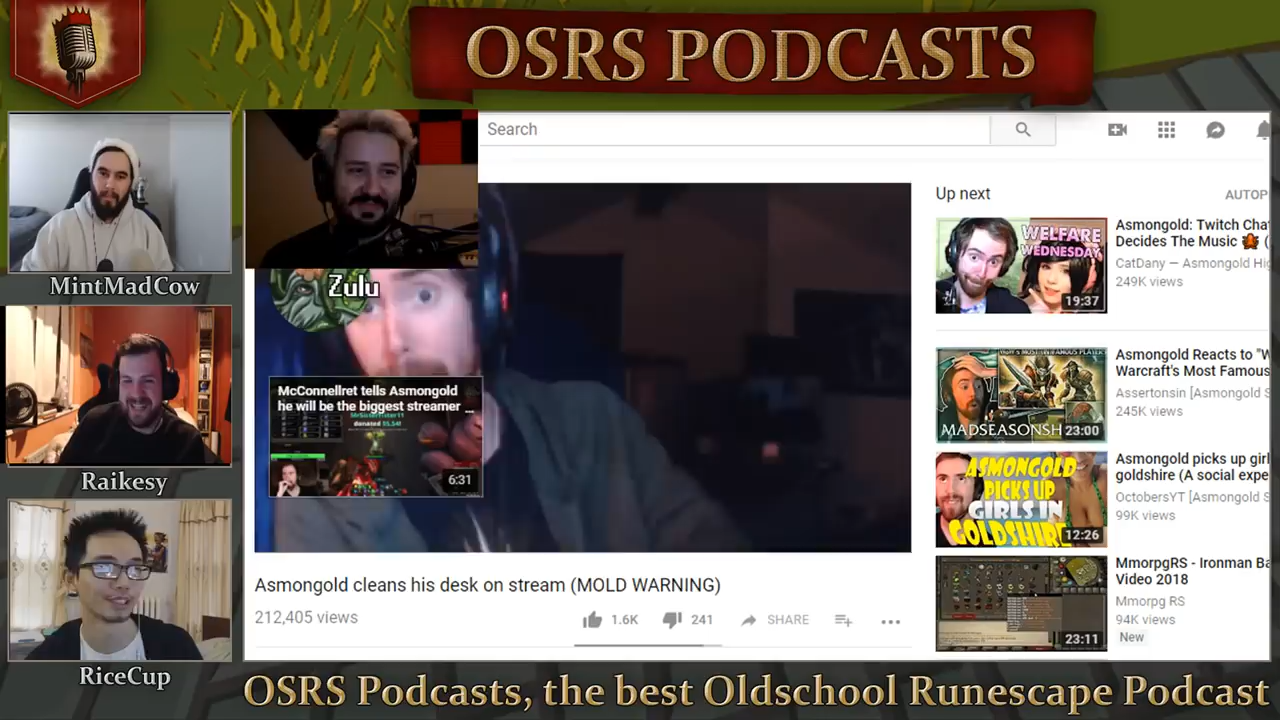 OSRS PODCASTS
MintMadCow
Raikesy
RiceCup
Search
Zulu
McConnellret tells Asmongold
he will be the biggest streamer ...
MrSisterFister11
donated $5.54!
6:31
Asmongold cleans his desk on stream (MOLD WARNING)
212,405 views
1.6K
241
SHARE
Up next
AUTOP
WELFARE
WEDNESDAY
19:37
Asmongold: Twitch Cha
Decides The Music
CatDany — Asmongold Hig
249K views
MADSEASONSH
23:00
Asmongold Reacts to "W
Warcraft's Most Famous
Assertonsin [Asmongold S
245K views
ASMONGOLD
PICKS UP
GIRLS IN
GOLDSHIRE
12:26
Asmongold picks up girl
goldshire (A social expe
OctobersYT [Asmongold S
99K views
23:11
MmorpgRS - Ironman Ba
Video 2018
Mmorpg RS
94K views
New
OSRS Podcasts, the best Oldschool Runescape Podcast